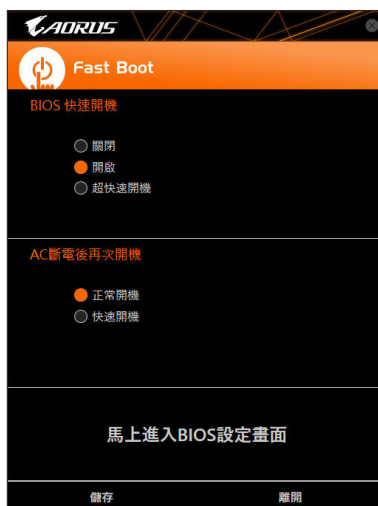 AORUS
Fast Boot
BIOS 快速開機
關閉
開啟
超快速開機
AC斷電後再次開機
正常開機
快速開機
馬上進入BIOS設定畫面
儲存 離開